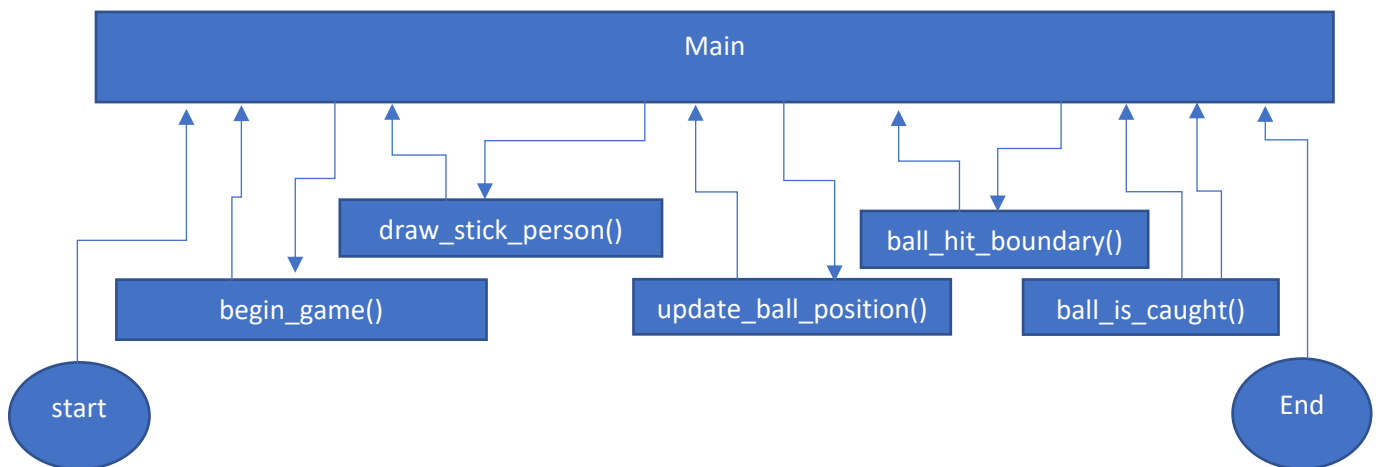 Main
draw_stick_person()
ball_hit_boundary()
begin_game()
update_ball_position()
ball_is_caught()
start
End